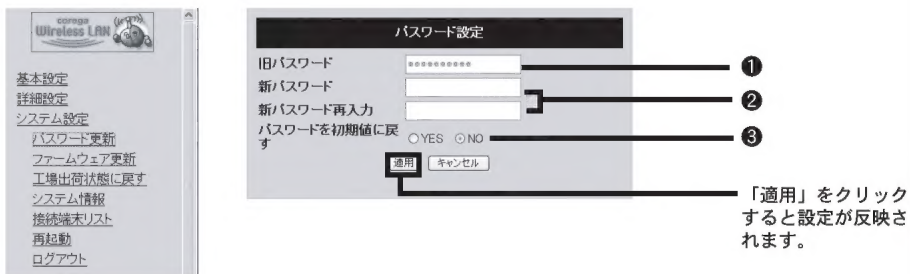 corega
Wireless LAN
基本設定
詳細設定
システム設定
パスワード更新
ファームウェア更新
工場出荷状態に戻す
システム情報
接続端末リスト
再起動
ログアウト
パスワード設定
旧パスワード
新パスワード
新パスワード再入力
パスワードを初期値に戻
す
YES NO
適用 キャンセル
❶
❷
❸
「適用」をクリック
すると設定が反映さ
れます。